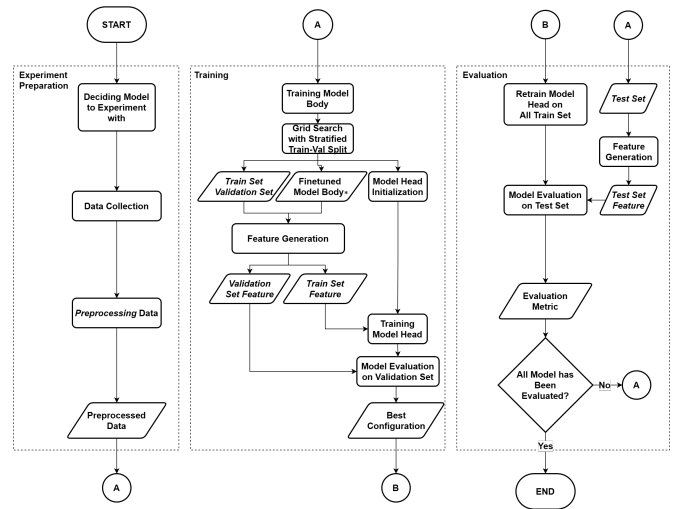 START
Experiment
Preparation
Deciding Model
to Experiment
with
Data Collection
Preprocessing Data
Preprocessed
Data
A
A
Training
Training Model
Body
Grid Search
with Stratified
Train-Val Split
Train Set
Validation Set
Finetuned
Model Body*
Model Head
Initialization
Feature Generation
Validation
Set Feature
Train Set
Feature
Training
Model Head
Model Evaluation
on Validation Set
Best
Configuration
B
B
A
Evaluation
Retrain Model
Head on
All Train Set
Test Set
Feature
Generation
Model Evaluation
on Test Set
Test Set
Feature
Evaluation
Metric
All Model has
Been
Evaluated?
No
A
Yes
END